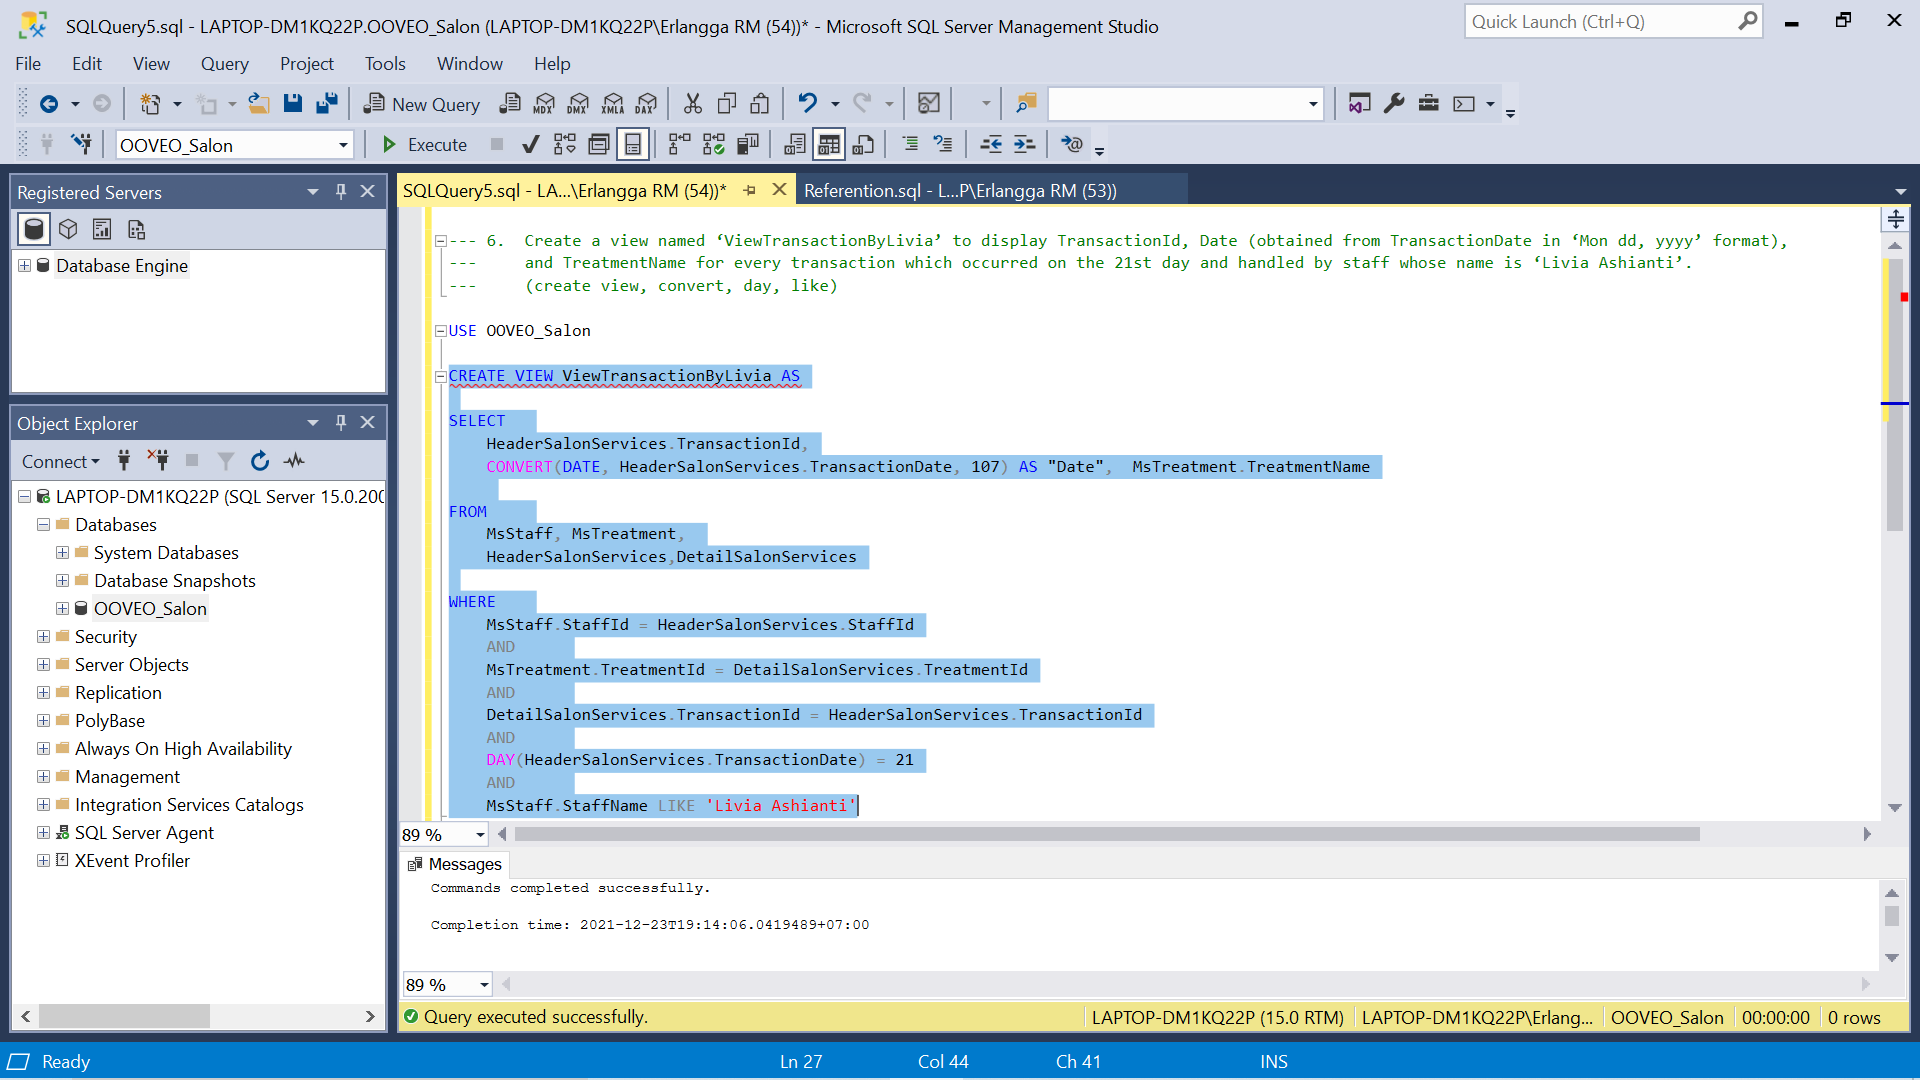 SQLQuery5.sql - LAPTOP-DM1KQ22P.OOVEO_Salon (LAPTOP-DM1KQ22P\Erlangga RM (54))* - Microsoft SQL Server Management Studio
Quick Launch (Ctrl+Q)
File Edit View Query Project Tools Window Help
New Query MDX DMX XMLA DAX
OOVEO_Salon Execute
Registered Servers
Database Engine
Object Explorer
Connect
LAPTOP-DM1KQ22P (SQL Server 15.0.200
Databases
System Databases
Database Snapshots
OOVEO_Salon
Security
Server Objects
Replication
PolyBase
Always On High Availability
Management
Integration Services Catalogs
SQL Server Agent
XEvent Profiler
SQLQuery5.sql - LA...\Erlangga RM (54))* Referention.sql - L...P\Erlangga RM (53))
--- 6.  Create a view named ‘ViewTransactionByLivia’ to display TransactionId, Date (obtained from TransactionDate in ‘Mon dd, yyyy’ format),
---     and TreatmentName for every transaction which occurred on the 21st day and handled by staff whose name is ‘Livia Ashianti’.
---     (create view, convert, day, like)
USE OOVEO_Salon
CREATE VIEW ViewTransactionByLivia AS
SELECT
HeaderSalonServices.TransactionId,
CONVERT(DATE, HeaderSalonServices.TransactionDate, 107) AS "Date",  MsTreatment.TreatmentName
FROM
MsStaff, MsTreatment,
HeaderSalonServices,DetailSalonServices
WHERE
MsStaff.StaffId = HeaderSalonServices.StaffId
AND
MsTreatment.TreatmentId = DetailSalonServices.TreatmentId
AND
DetailSalonServices.TransactionId = HeaderSalonServices.TransactionId
AND
DAY(HeaderSalonServices.TransactionDate) = 21
AND
MsStaff.StaffName LIKE 'Livia Ashianti'
89 %
Messages
Commands completed successfully.
Completion time: 2021-12-23T19:14:06.0419489+07:00
89 %
Query executed successfully. LAPTOP-DM1KQ22P (15.0 RTM) LAPTOP-DM1KQ22P\Erlang... OOVEO_Salon 00:00:00 0 rows
Ready Ln 27 Col 44 Ch 41 INS